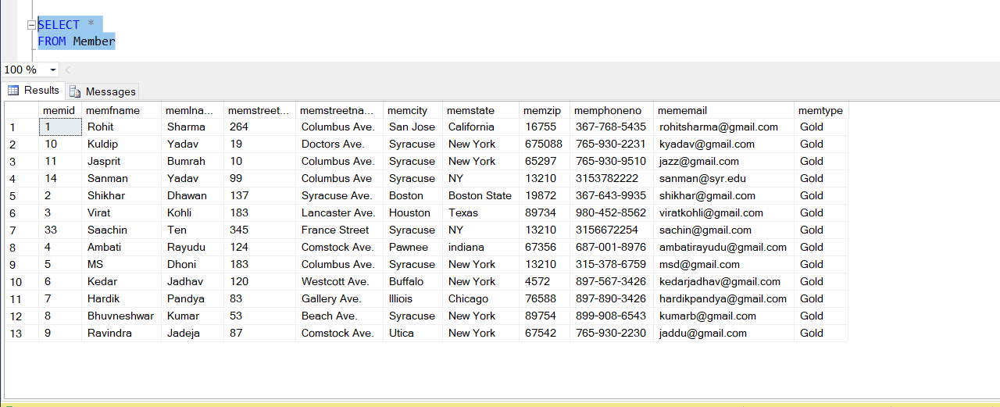 SELECT *
FROM Member
100 %
Results Messages
memid memfname memlna... memstreet... memstreetna... memcity memstate memzip memphoneno mememail memtype
1 1 Rohit Sharma 264 Columbus Ave. San Jose California 16755 367-768-5435 rohitsharma@gmail.com Gold
2 10 Kuldip Yadav 19 Doctors Ave. Syracuse New York 675088 765-930-2231 kyadav@gmail.com Gold
3 11 Jasprit Bumrah 10 Columbus Ave. Syracuse New York 65297 765-930-9510 jazz@gmail.com Gold
4 14 Sanman Yadav 99 Columbus Ave Syracuse NY 13210 3153782222 sanman@syr.edu Gold
5 2 Shikhar Dhawan 137 Syracuse Ave. Boston Boston State 19872 367-643-9935 shikhar@gmail.com Gold
6 3 Virat Kohli 183 Lancaster Ave. Houston Texas 89734 980-452-8562 viratkohli@gmail.com Gold
7 33 Saachin Ten 345 France Street Syracuse NY 13210 3156672254 sachin@gmail.com Gold
8 4 Ambati Rayudu 124 Comstock Ave. Pawnee indiana 67356 687-001-8976 ambatirayudu@gmail.com Gold
9 5 MS Dhoni 183 Columbus Ave. Syracuse New York 13210 315-378-6759 msd@gmail.com Gold
10 6 Kedar Jadhav 120 Westcott Ave. Buffalo New York 4572 897-567-3426 kedarjadhav@gmail.com Gold
11 7 Hardik Pandya 83 Gallery Ave. Illiois Chicago 76588 897-890-3426 hardikpandya@gmail.com Gold
12 8 Bhuvneshwar Kumar 53 Beach Ave. Syracuse New York 89754 899-908-6543 kumarb@gmail.com Gold
13 9 Ravindra Jadeja 87 Comstock Ave. Utica New York 67542 765-930-2230 jaddu@gmail.com Gold